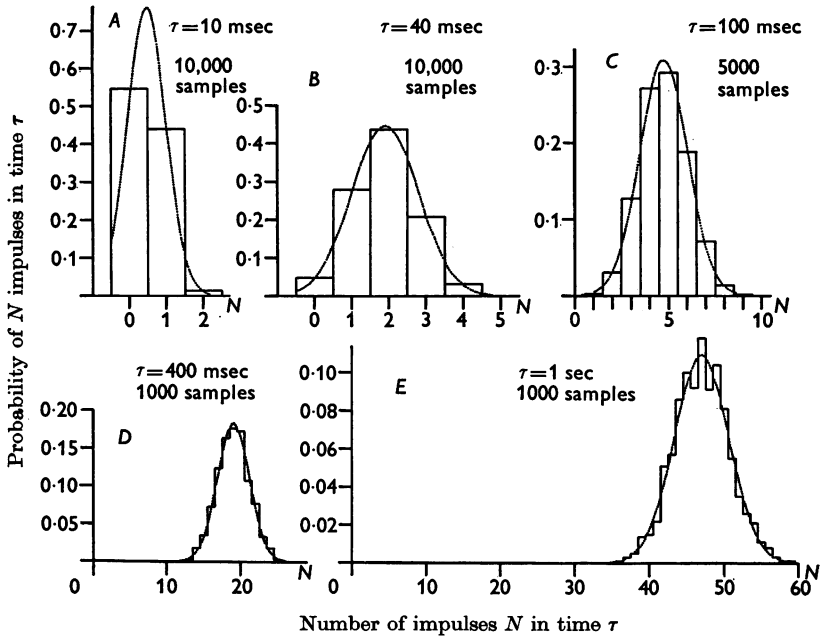 Probability of N impulses in time τ
A
τ=10 msec
10,000
samples
0·7
0·6
0·5
0·4
0·3
0·2
0·1
0 1 2 N
B
τ=40 msec
10,000
samples
0·5
0·4
0·3
0·2
0·1
0 1 2 3 4 5 N
C
τ=100 msec
5000
samples
0·3
0·2
0·1
0 5 10 N
D
τ=400 msec
1000 samples
0·20
0·15
0·10
0·05
0 10 20 N
E
τ=1 sec
1000 samples
0·10
0·08
0·06
0·04
0·02
0 10 20 30 40 50 60 N
Number of impulses N in time τ